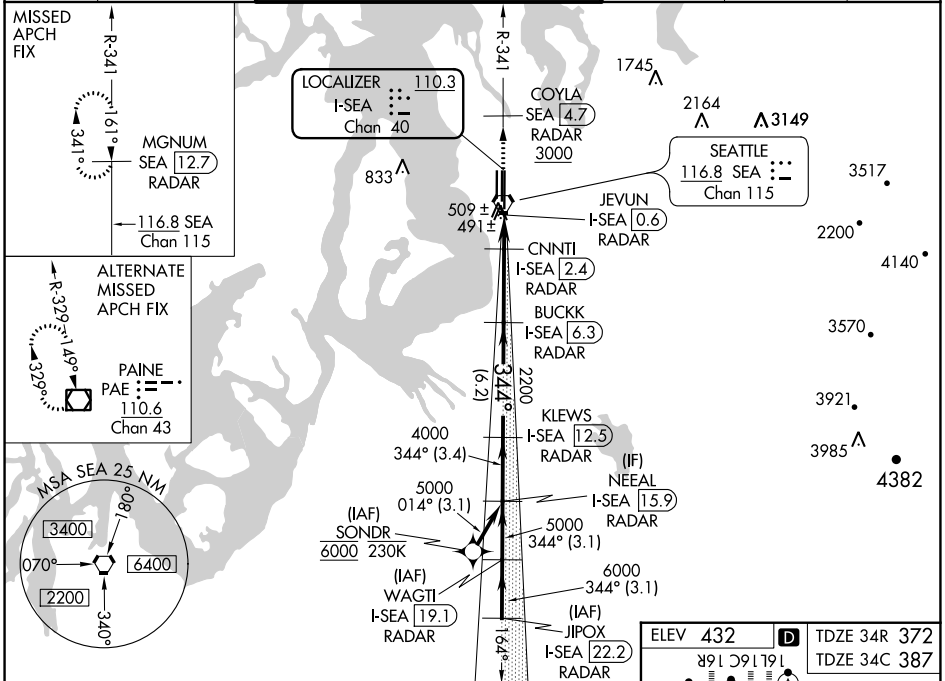 MISSED
APCH
FIX
R-341
161°
341°
MGNUM
SEA 12.7
RADAR
116.8 SEA
Chan 115
ALTERNATE
MISSED
APCH FIX
R-329
149°
329°
PAINE
PAE
110.6
Chan 43
MSA SEA 25 NM
180°
3400
070°
6400
2200
340°
LOCALIZER 110.3
I-SEA
Chan 40
R-341
COYLA
SEA 4.7
RADAR
3000
1745
2164
3149
833
SEATTLE
116.8 SEA
Chan 115
3517
509 ±
491±
JEVUN
I-SEA 0.6
RADAR
2200
CNNTI
I-SEA 2.4
RADAR
4140
BUCKK
I-SEA 6.3
RADAR
3570
344°
(6.2)
2200
3921
KLEWS
I-SEA 12.5
RADAR
3985
4382
4000
344° (3.4)
(IF)
NEEAL
I-SEA 15.9
RADAR
5000
014° (3.1)
(IAF)
SONDR
6000 230K
5000
344° (3.1)
(IAF)
WAGTI
I-SEA 19.1
RADAR
6000
344° (3.1)
(IAF)
JIPOX
I-SEA 22.2
RADAR
164°
ELEV 432 D TDZE 34R 372
TDZE 34C 387
16R 16C 16L